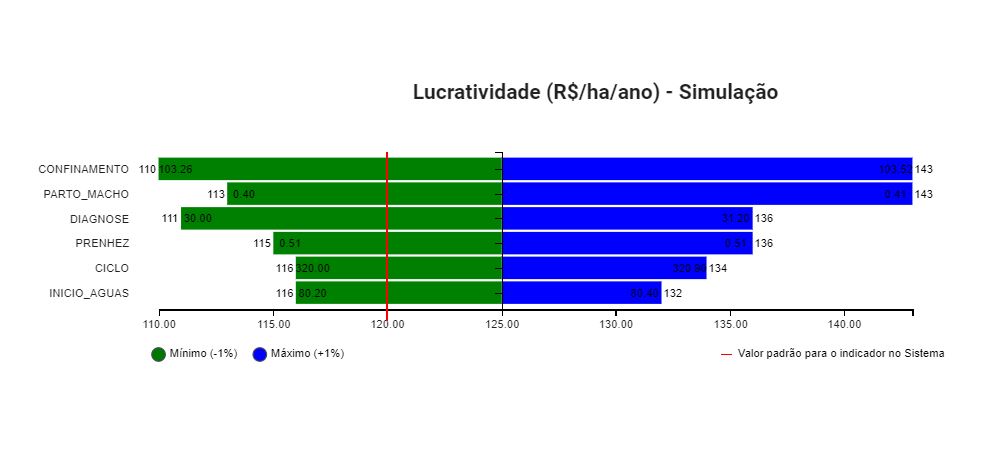 Lucratividade (R$/ha/ano) - Simulação
CONFINAMENTO 110 103.26 103.52 143
PARTO_MACHO 113 0.40 0.41 143
DIAGNOSE 111 30.00 31.20 136
PRENHEZ 115 0.51 0.51 136
CICLO 116 320.00 134
INICIO_AGUAS 116 80.20 80.40 132
110.00 115.00 120.00 125.00 130.00 135.00 140.00
Mínimo (-1%) Máximo (+1%) Valor padrão para o indicador no Sistema